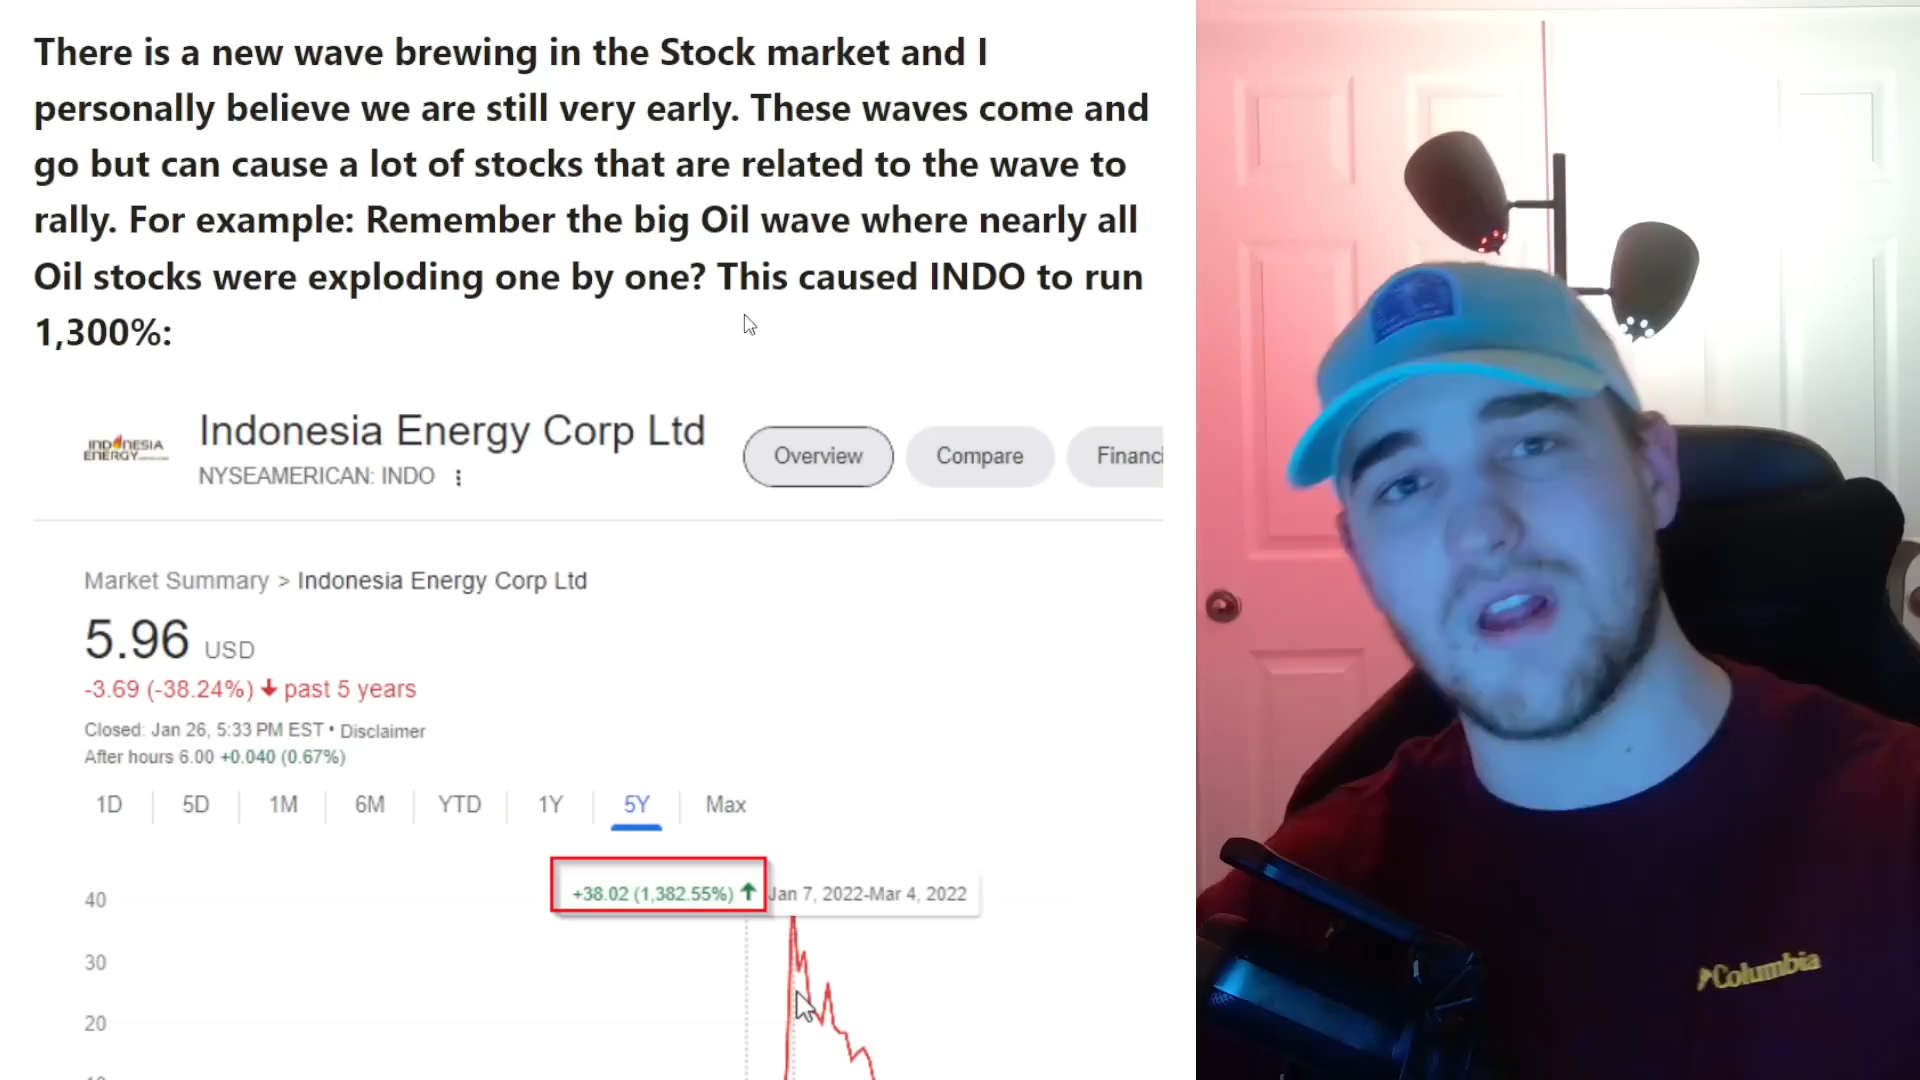 There is a new wave brewing in the Stock market and I
personally believe we are still very early. These waves come and
go but can cause a lot of stocks that are related to the wave to
rally. For example: Remember the big Oil wave where nearly all
Oil stocks were exploding one by one? This caused INDO to run
1,300%:
INDONESIA
ENERGY
Indonesia Energy Corp Ltd
NYSEAMERICAN: INDO
Overview
Compare
Financi
Market Summary > Indonesia Energy Corp Ltd
5.96 USD
-3.69 (-38.24%) ↓ past 5 years
Closed: Jan 26, 5:33 PM EST • Disclaimer
After hours 6.00 +0.040 (0.67%)
1D 5D 1M 6M YTD 1Y 5Y Max
+38.02 (1,382.55%) ↑ Jan 7, 2022-Mar 4, 2022
40
30
20
Columbia